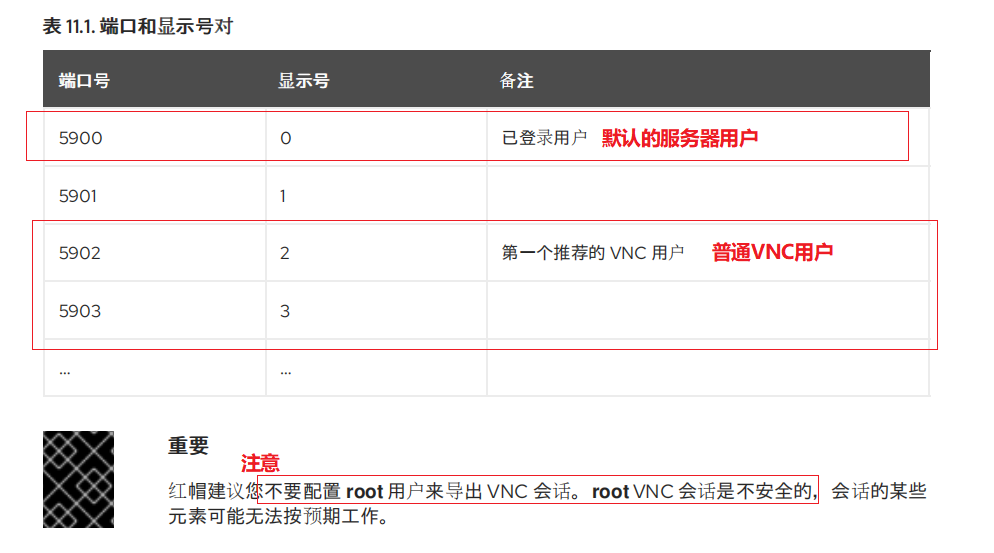 表 11.1. 端口和显示号对
端口号 显示号 备注
5900 0 已登录用户 默认的服务器用户
5901 1
5902 2 第一个推荐的 VNC 用户 普通VNC用户
5903 3
... ...
重要
注意
红帽建议您不要配置 root 用户来导出 VNC 会话。root VNC 会话是不安全的，会话的某些
元素可能无法按预期工作。